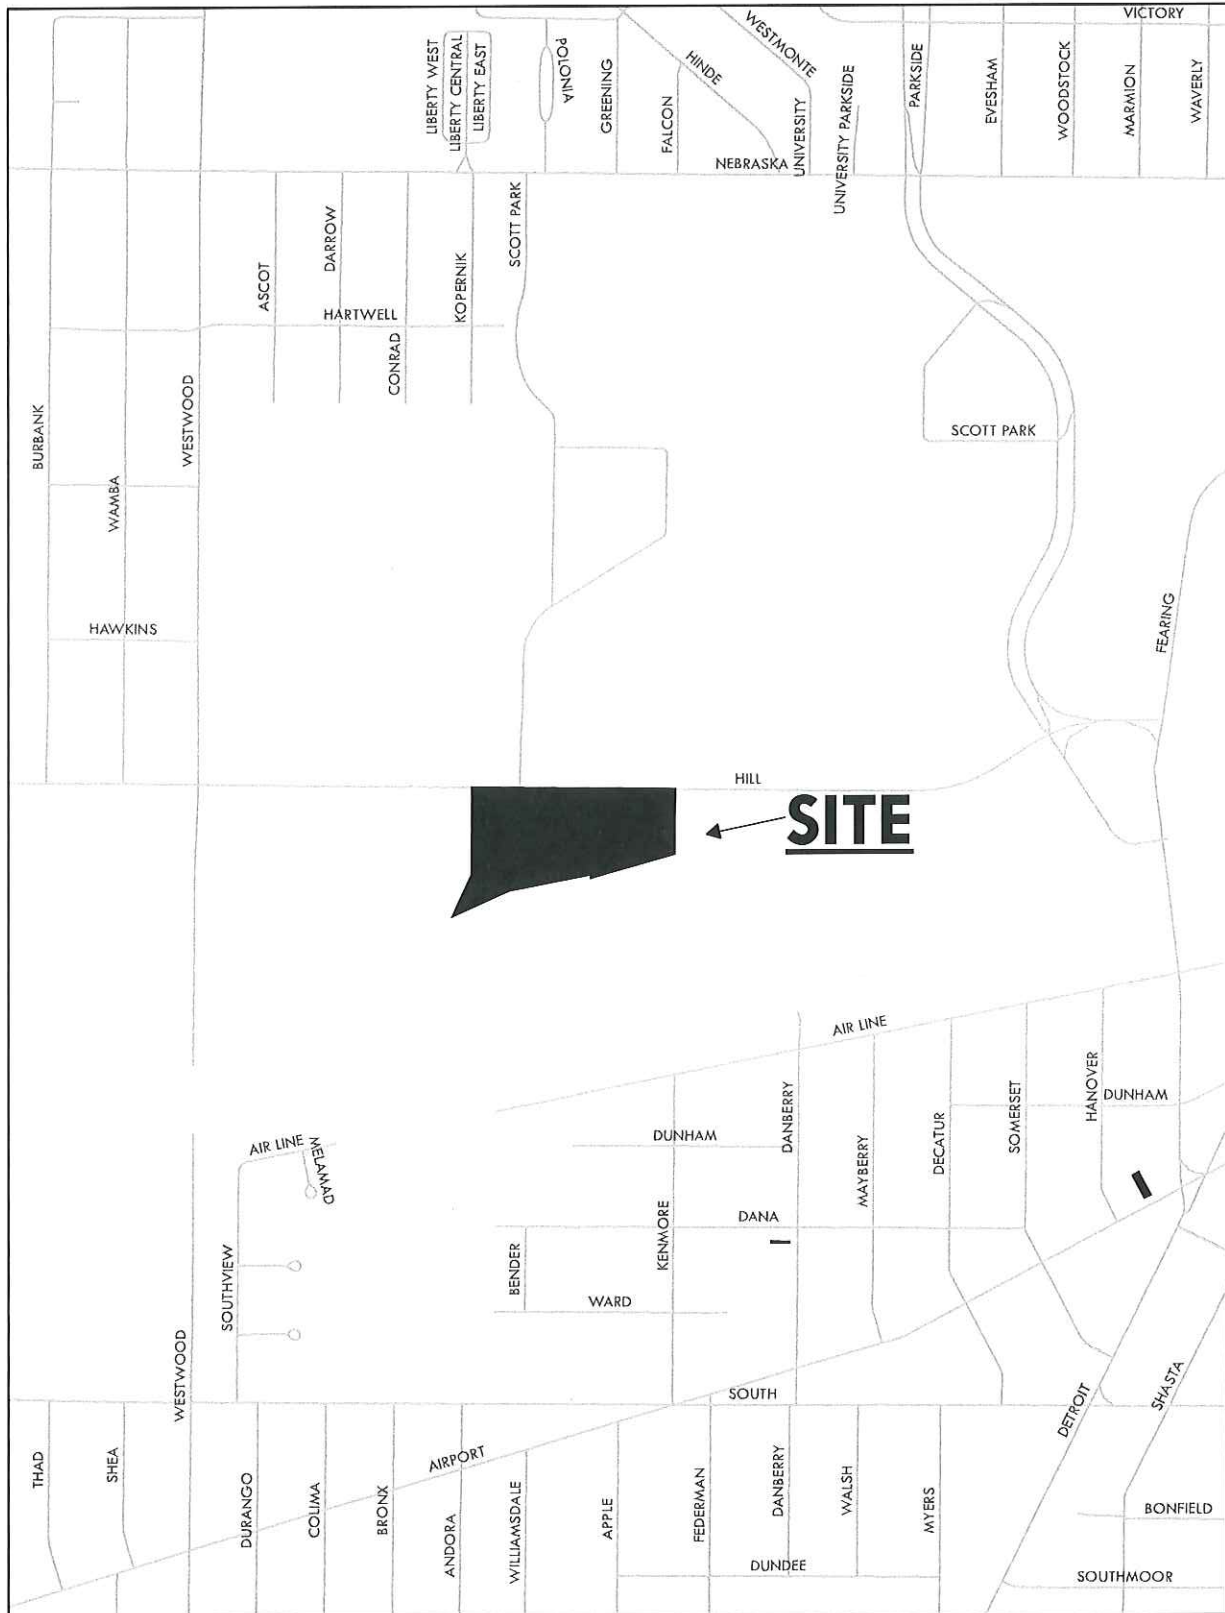 VICTORY
LIBERTY WEST
LIBERTY CENTRAL
LIBERTY EAST
POLONIA
GREENING
FALCON
HINDE
WESTMONTE
UNIVERSITY
UNIVERSITY PARKSIDE
PARKSIDE
EVESHAM
WOODSTOCK
MARMION
WAVERLY
NEBRASKA
ASCOT
DARROW
HARTWELL
CONRAD
KOPERNIK
SCOTT PARK
BURBANK
WAMBA
WESTWOOD
SCOTT PARK
HAWKINS
FEARING
HILL
SITE
AIR LINE
AIR LINE
MELAMAD
DUNHAM
DANBERRY
MAYBERRY
DECATUR
SOMERSET
HANOVER
DUNHAM
SOUTHVIEW
BENDER
KENMORE
DANA
WARD
WESTWOOD
SOUTH
DETROIT
SHASTA
THAD
SHEA
DURANGO
COLIMA
BRONX
AIRPORT
ANDORA
WILLIAMSDALE
APPLE
FEDERMAN
DANBERRY
WALSH
MYERS
BONFIELD
DUNDEE
SOUTHMOOR